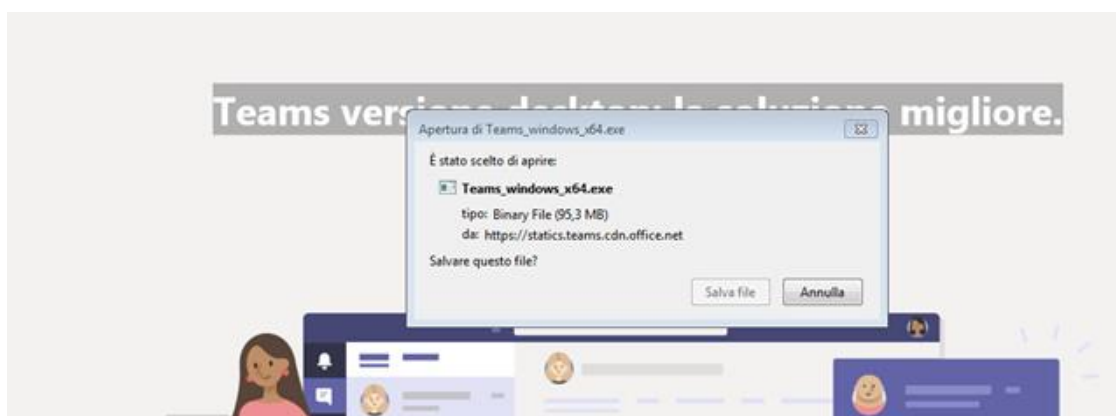 Teams vers
migliore.
Apertura di Teams_windows_x64.exe
È stato scelto di aprire:
Teams_windows_x64.exe
tipo: Binary File (95,3 MB)
da: https://statics.teams.cdn.office.net
Salvare questo file?
Salva file Annulla